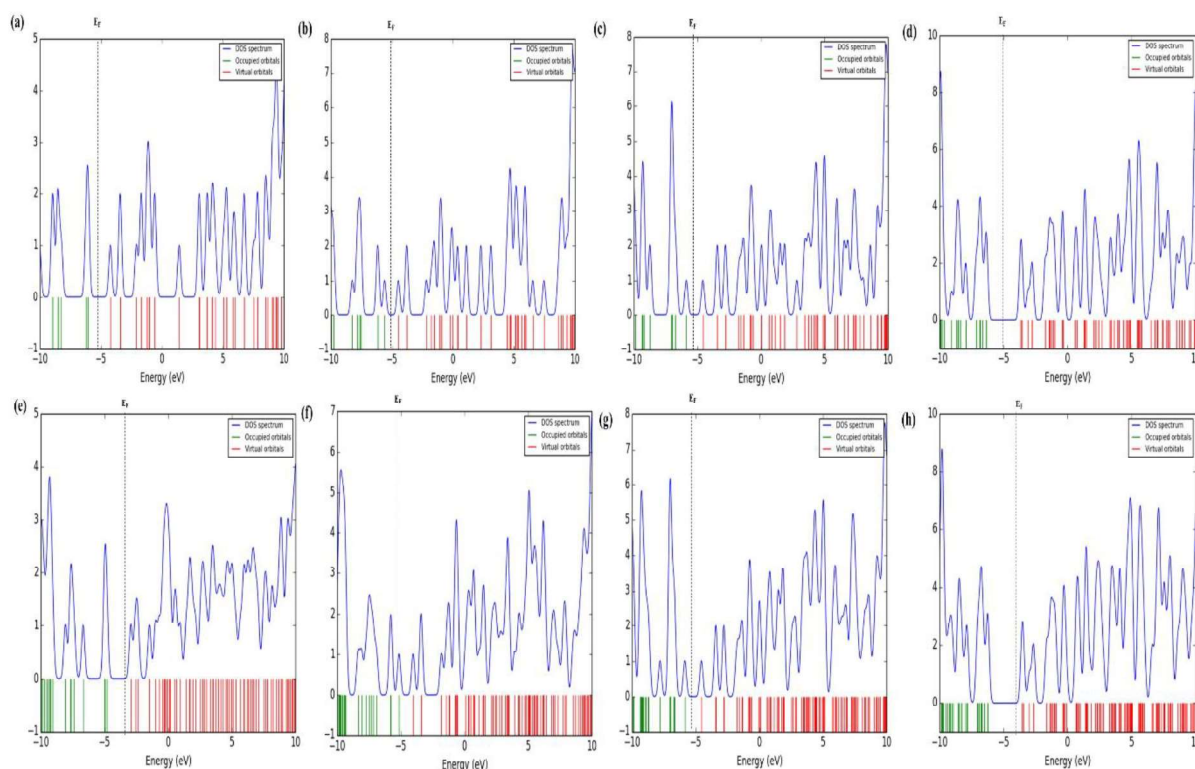 (a)
Ef
5
4
3
2
1
0
−1
DOS spectrum
Occupied orbitals
Virtual orbitals
−10 −5 0 5 10
Energy (eV)
(b)
Ef
8
7
6
5
4
3
2
1
0
−1
DOS spectrum
Occupied orbitals
Virtual orbitals
−10 −5 0 5 10
Energy (eV)
(c)
Ef
8
7
6
5
4
3
2
1
0
−1
DOS spectrum
Occupied orbitals
Virtual orbitals
−10 −5 0 5 10
Energy (eV)
(d)
Ef
10
8
6
4
2
0
DOS spectrum
Occupied orbitals
Virtual orbitals
−10 −5 0 5
Energy (eV)
(e)
EF
5
4
3
2
1
0
−1
DOS spectrum
Occupied orbitals
Virtual orbitals
−10 −5 0 5 10
Energy (eV)
(f)
EF
7
6
5
4
3
2
1
0
−1
DOS spectrum
Occupied orbitals
Virtual orbitals
−10 −5 0 5 10
Energy (eV)
(g)
EF
8
7
6
5
4
3
2
1
0
−1
DOS spectrum
Occupied orbitals
Virtual orbitals
−10 −5 0 5 10
Energy (eV)
(h)
Ef
10
8
6
4
2
0
DOS spectrum
Occupied orbitals
Virtual orbitals
−10 −5 0 5
Energy (eV)